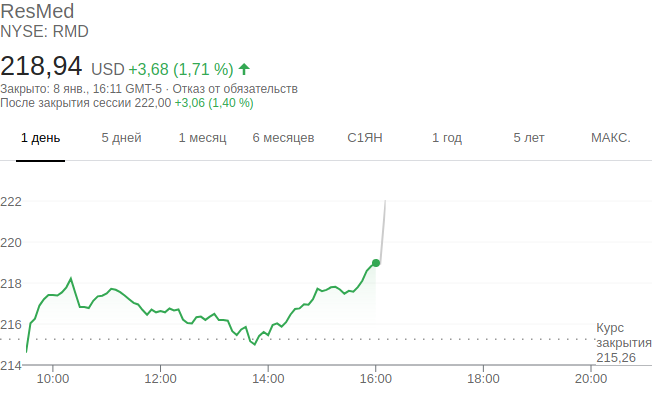 ResMed
NYSE: RMD
218,94 USD +3,68 (1,71 %)
Закрыто: 8 янв., 16:11 GMT-5 · Отказ от обязательств
После закрытия сессии 222,00 +3,06 (1,40 %)
1 день 5 дней 1 месяц 6 месяцев С1ЯН 1 год 5 лет МАКС.
222
220
218
216
214
Курс
закрытия
215,26
10:00 12:00 14:00 16:00 18:00 20:00